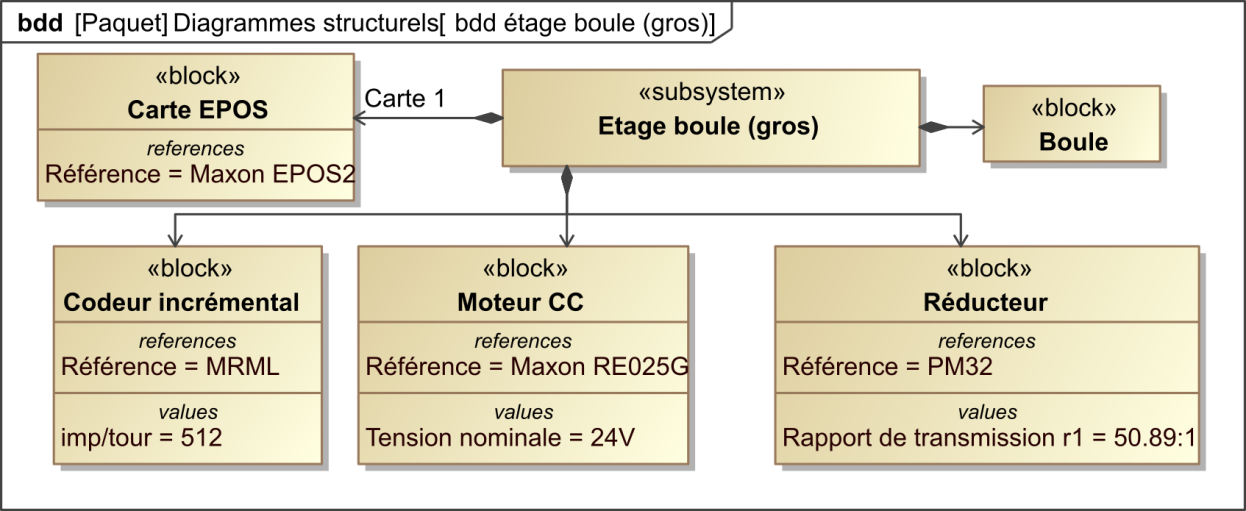 bdd [Paquet] Diagrammes structurels[ bdd étage boule (gros)]
«block»
Carte EPOS
references
Référence = Maxon EPOS2
Carte 1
«subsystem»
Etage boule (gros)
«block»
Boule
«block»
Codeur incrémental
references
Référence = MRML
values
imp/tour = 512
«block»
Moteur CC
references
Référence = Maxon RE025G
values
Tension nominale = 24V
«block»
Réducteur
references
Référence = PM32
values
Rapport de transmission r1 = 50.89:1